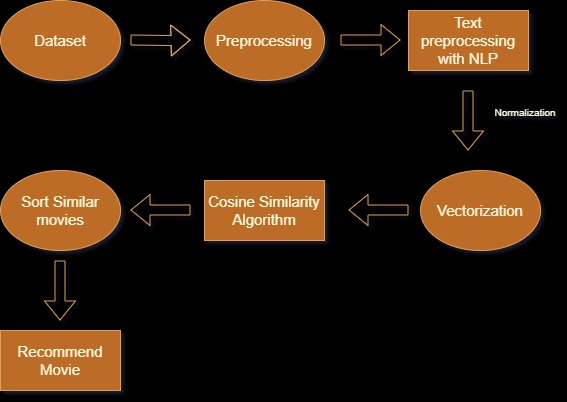 Dataset
Preprocessing
Text
preprocessing
with NLP
Normalization
Vectorization
Cosine Similarity
Algorithm
Sort Similar
movies
Recommend
Movie